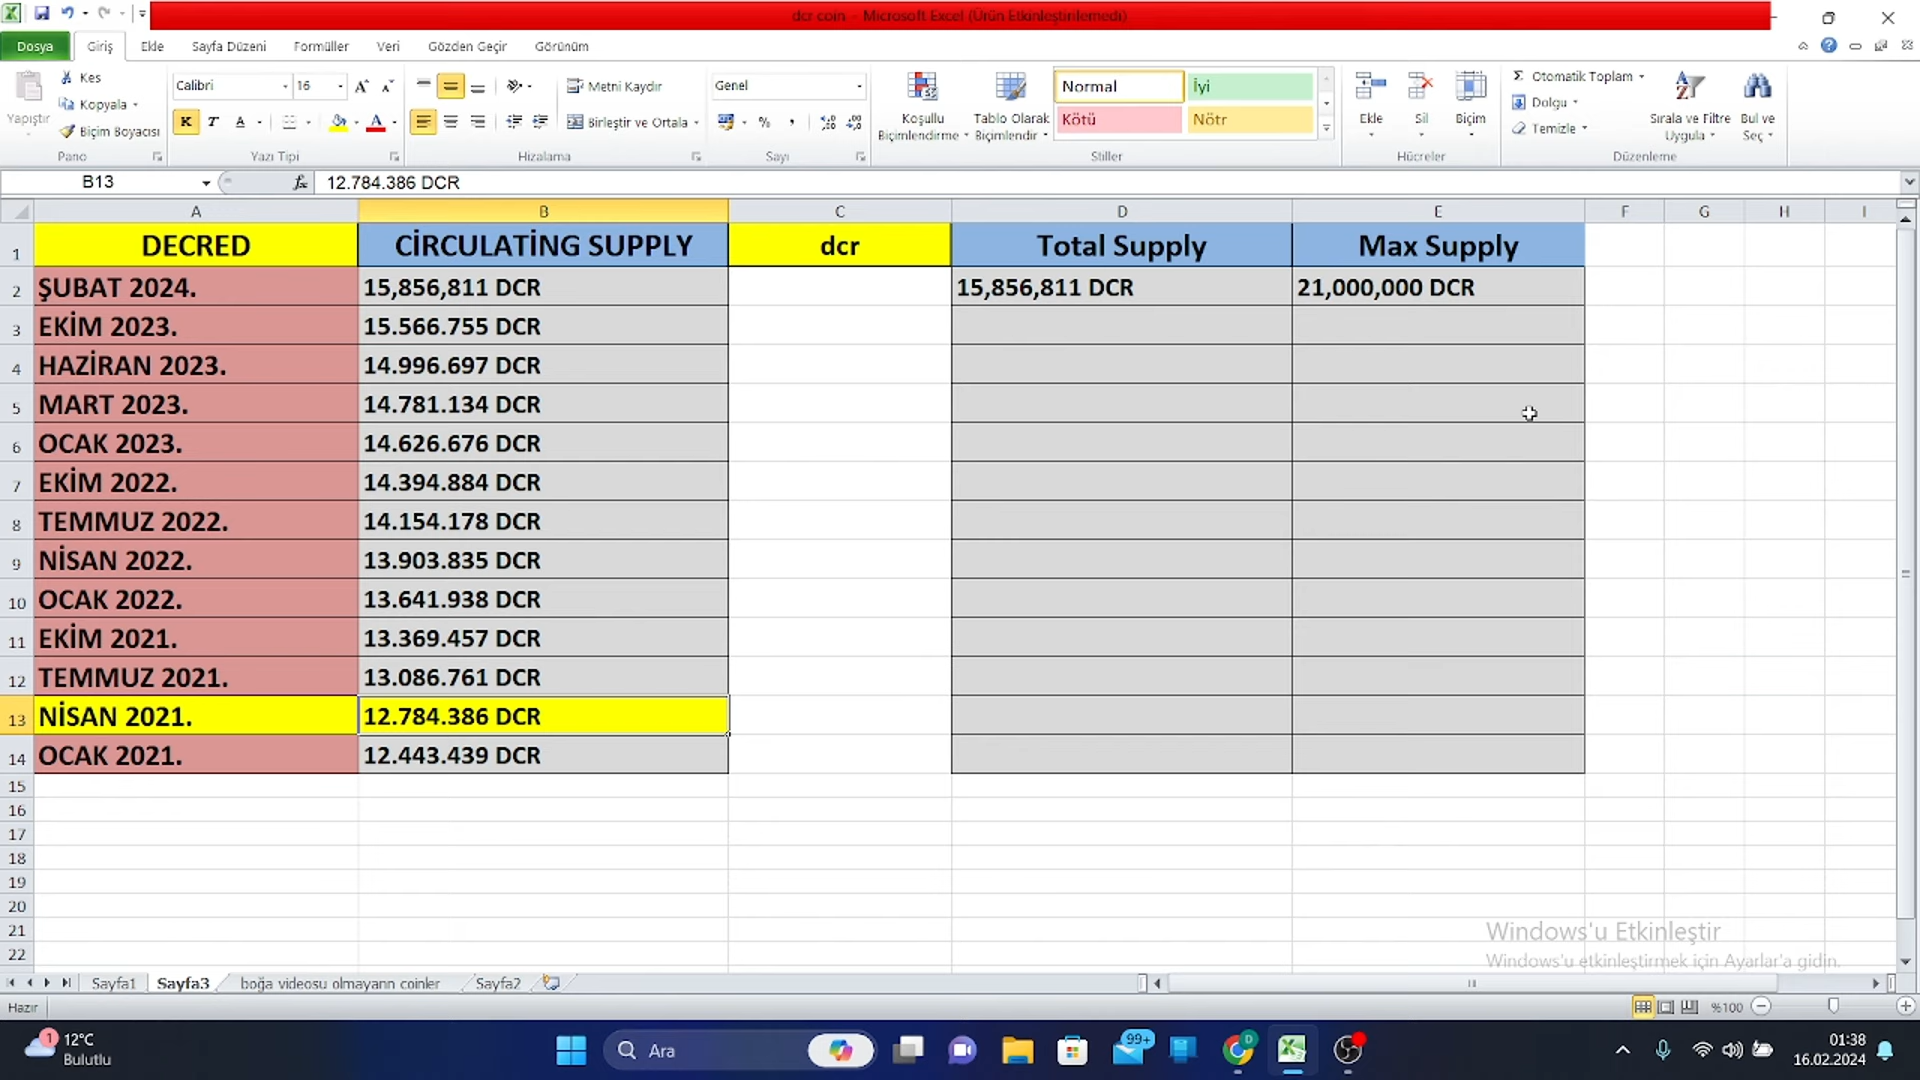 dcr coin - Microsoft Excel (Ürün Etkinleştirilemedi)
Dosya Giriş Ekle Sayfa Düzeni Formüller Veri Gözden Geçir Görünüm
Yapıştır Kes Kopyala Biçim Boyacısı Pano
Calibri 16 K T A A Yazı Tipi
Metni Kaydır Birleştir ve Ortala Hizalama
Genel % , Sayı
Koşullu Biçimlendirme Tablo Olarak Biçimlendir Normal İyi Kötü Nötr Stiller
Ekle Sil Biçim Hücreler
Σ Otomatik Toplam Dolgu Temizle Sırala ve Filtre Uygula Bul ve Seç Düzenleme
B13 fx 12.784.386 DCR
A B C D E F G H I
1 DECRED CİRCULATİNG SUPPLY dcr Total Supply Max Supply
2 ŞUBAT 2024. 15,856,811 DCR 15,856,811 DCR 21,000,000 DCR
3 EKİM 2023. 15.566.755 DCR
4 HAZİRAN 2023. 14.996.697 DCR
5 MART 2023. 14.781.134 DCR
6 OCAK 2023. 14.626.676 DCR
7 EKİM 2022. 14.394.884 DCR
8 TEMMUZ 2022. 14.154.178 DCR
9 NİSAN 2022. 13.903.835 DCR
10 OCAK 2022. 13.641.938 DCR
11 EKİM 2021. 13.369.457 DCR
12 TEMMUZ 2021. 13.086.761 DCR
13 NİSAN 2021. 12.784.386 DCR
14 OCAK 2021. 12.443.439 DCR
15
16
17
18
19
20
21
22
Windows'u Etkinleştir
Windows'u etkinleştirmek için Ayarlar'a gidin.
Sayfa1 Sayfa3 boğa videosu olmayann coinler Sayfa2
Hazır %100
1 12°C
Bulutlu
Ara
99+
D
01:38
16.02.2024